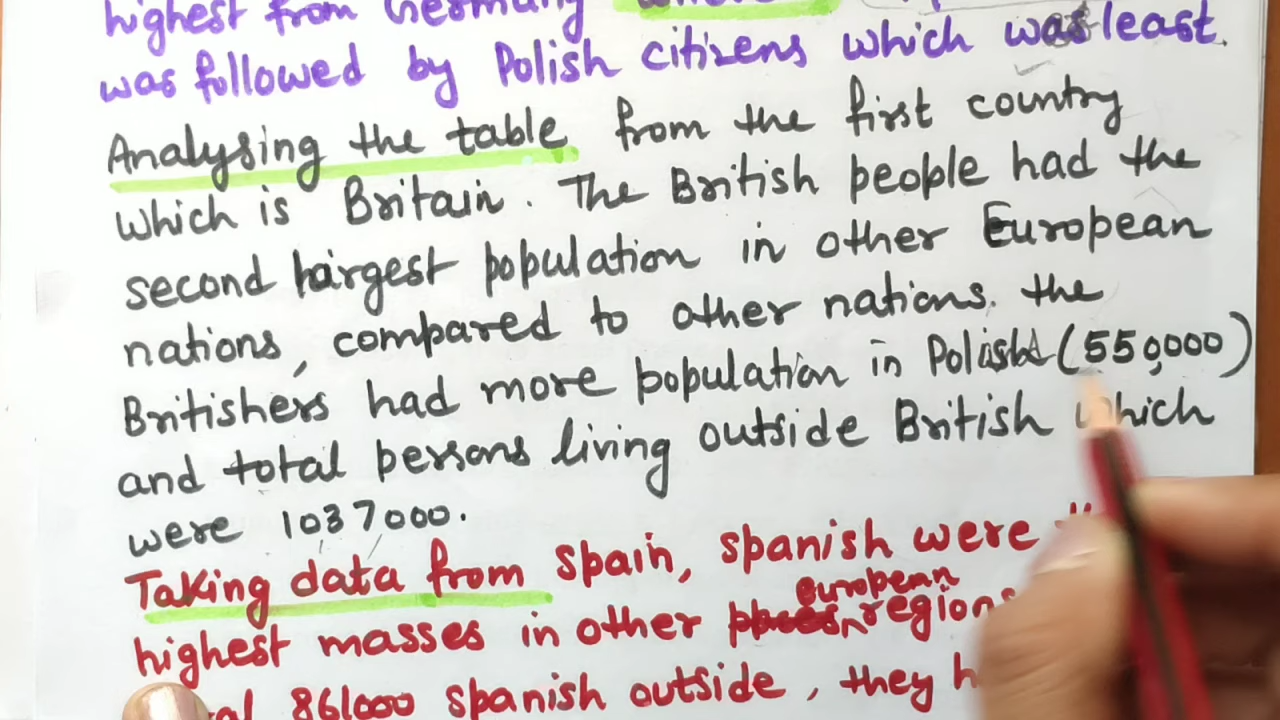 highest from Germany
was followed by Polish citizens which was least.
Analysing the table from the first country
which is Britain. The British people had the
second largest population in other European
nations, compared to other nations. the
Britishers had more population in (550,000)
and total persons living outside British which
were 1037000.
Taking data from spain, spanish were
european
highest masses in other regions
861000 spanish outside, they